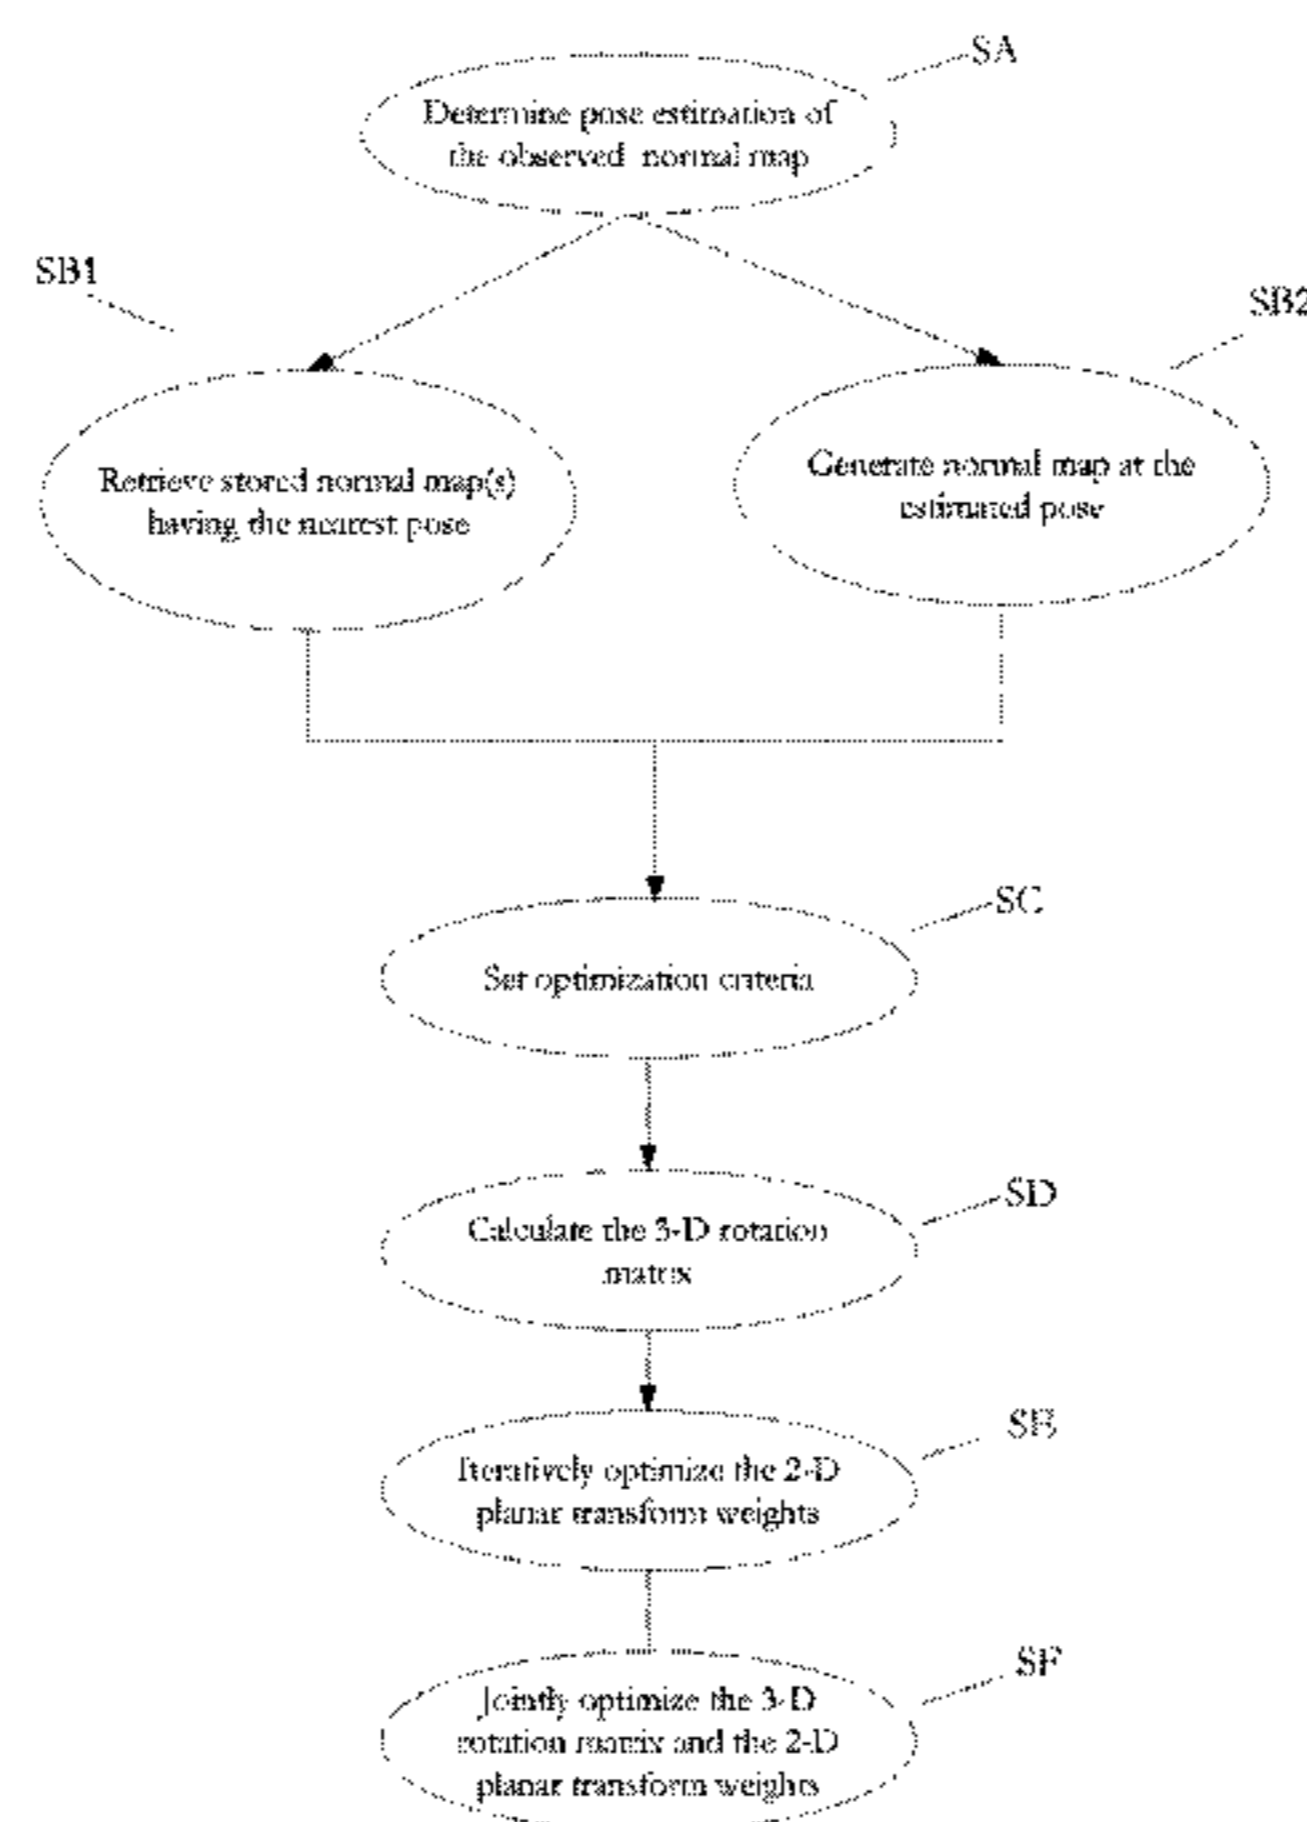 SA
Determine pose estimation of
the observed normal map
SB1
SB2
Retrieve stored normal map(s)
having the nearest pose
Generate normal map at the
estimated pose
SC
Set optimization criteria
SD
Calculate the 3-D rotation
matrix
SE
Iteratively optimize the 2-D
planar transform weights
SF
Jointly optimize the 3-D
rotation matrix and the 2-D
planar transform weights